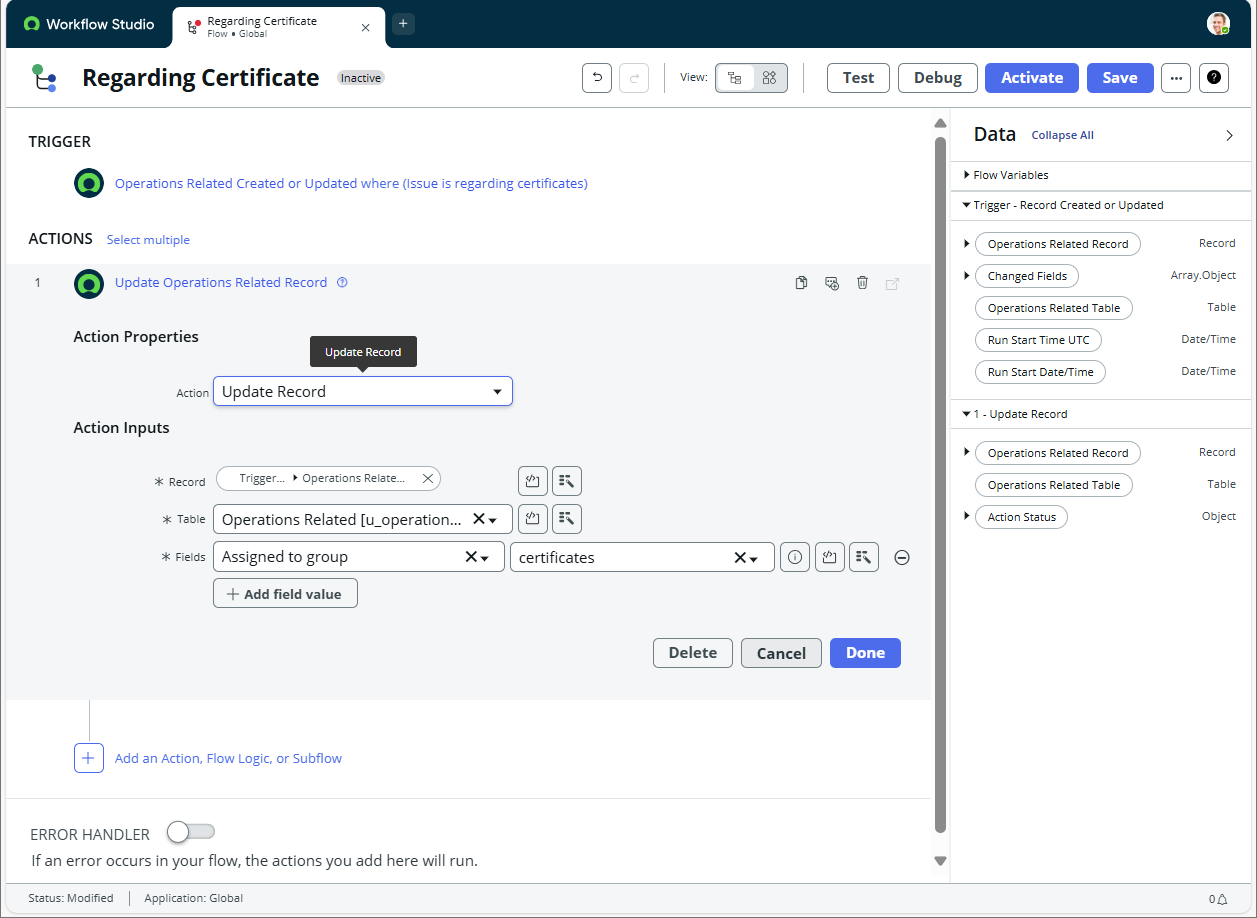 Workflow Studio
Regarding Certificate
Flow • Global
Regarding Certificate
Inactive
View:
Test
Debug
Activate
Save
TRIGGER
Operations Related Created or Updated where (Issue is regarding certificates)
ACTIONS
Select multiple
1
Update Operations Related Record
Action Properties
Update Record
Action
Update Record
Action Inputs
* Record
Trigger... Operations Relate...
* Table
Operations Related [u_operation...
* Fields
Assigned to group
certificates
+ Add field value
Delete
Cancel
Done
Add an Action, Flow Logic, or Subflow
ERROR HANDLER
If an error occurs in your flow, the actions you add here will run.
Data
Collapse All
Flow Variables
Trigger - Record Created or Updated
Operations Related Record
Record
Changed Fields
Array.Object
Operations Related Table
Table
Run Start Time UTC
Date/Time
Run Start Date/Time
Date/Time
1 - Update Record
Operations Related Record
Record
Operations Related Table
Table
Action Status
Object
Status: Modified
Application: Global
0